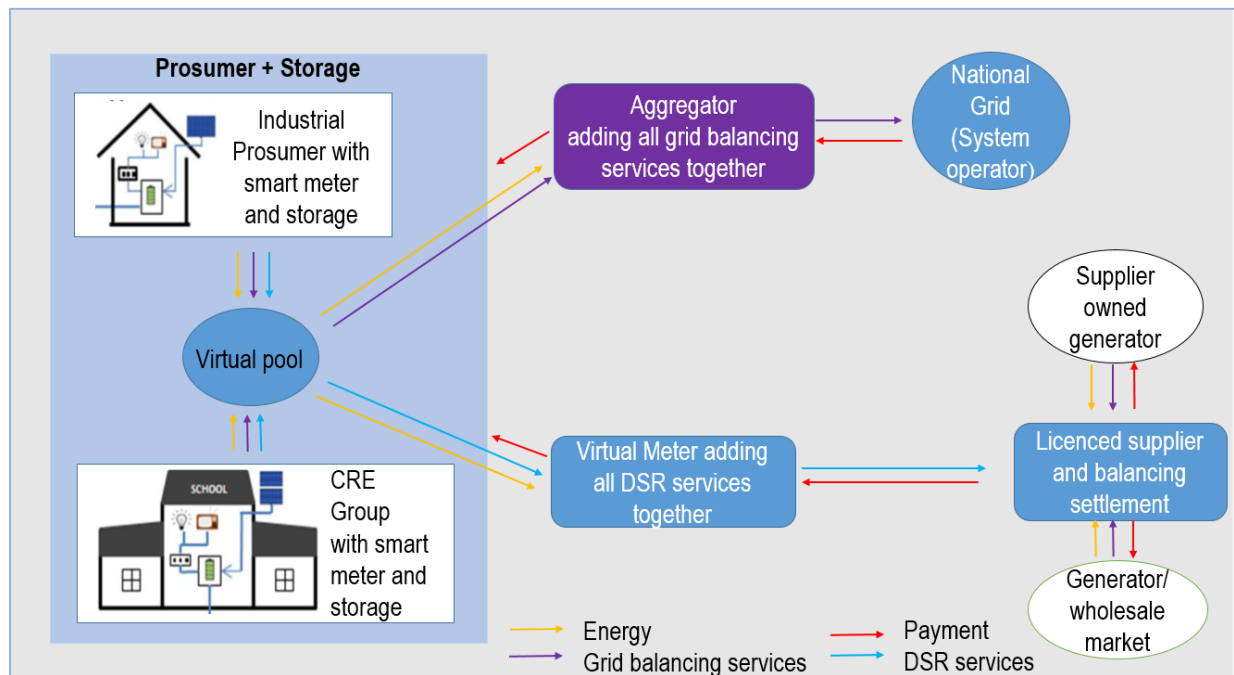 Prosumer + Storage
Industrial
Prosumer with
smart meter
and storage
Virtual pool
SCHOOL
CRE
Group
with smart
meter and
storage
Aggregator
adding all grid balancing
services together
National
Grid
(System
operator)
Supplier
owned
generator
Virtual Meter adding
all DSR services
together
Licenced supplier
and balancing
settlement
Generator/
wholesale
market
Energy
Grid balancing services
Payment
DSR services